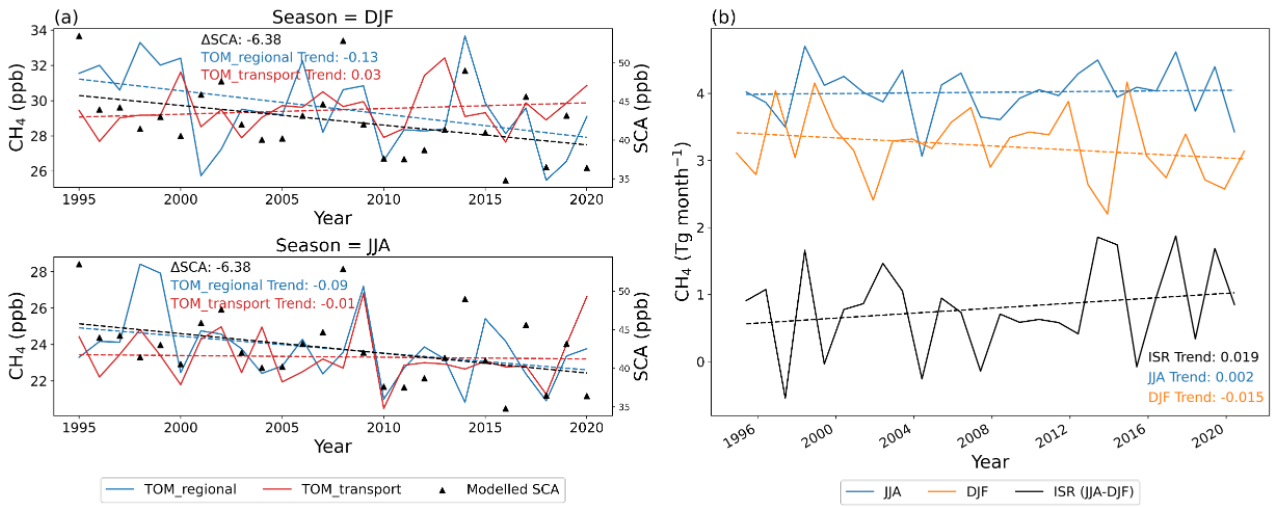 (a)
Season = DJF
ΔSCA: -6.38
TOM_regional Trend: -0.13
TOM_transport Trend: 0.03
CH₄ (ppb)
34
32
30
28
26
SCA (ppb)
50
45
40
35
1995 2000 2005 2010 2015 2020
Year
Season = JJA
ΔSCA: -6.38
TOM_regional Trend: -0.09
TOM_transport Trend: -0.01
CH₄ (ppb)
28
26
24
22
SCA (ppb)
50
45
40
35
1995 2000 2005 2010 2015 2020
Year
TOM_regional TOM_transport Modelled SCA
(b)
CH₄ (Tg month⁻¹)
4
3
2
1
0
ISR Trend: 0.019
JJA Trend: 0.002
DJF Trend: -0.015
1996 2000 2004 2008 2012 2016 2020
Year
JJA DJF ISR (JJA-DJF)